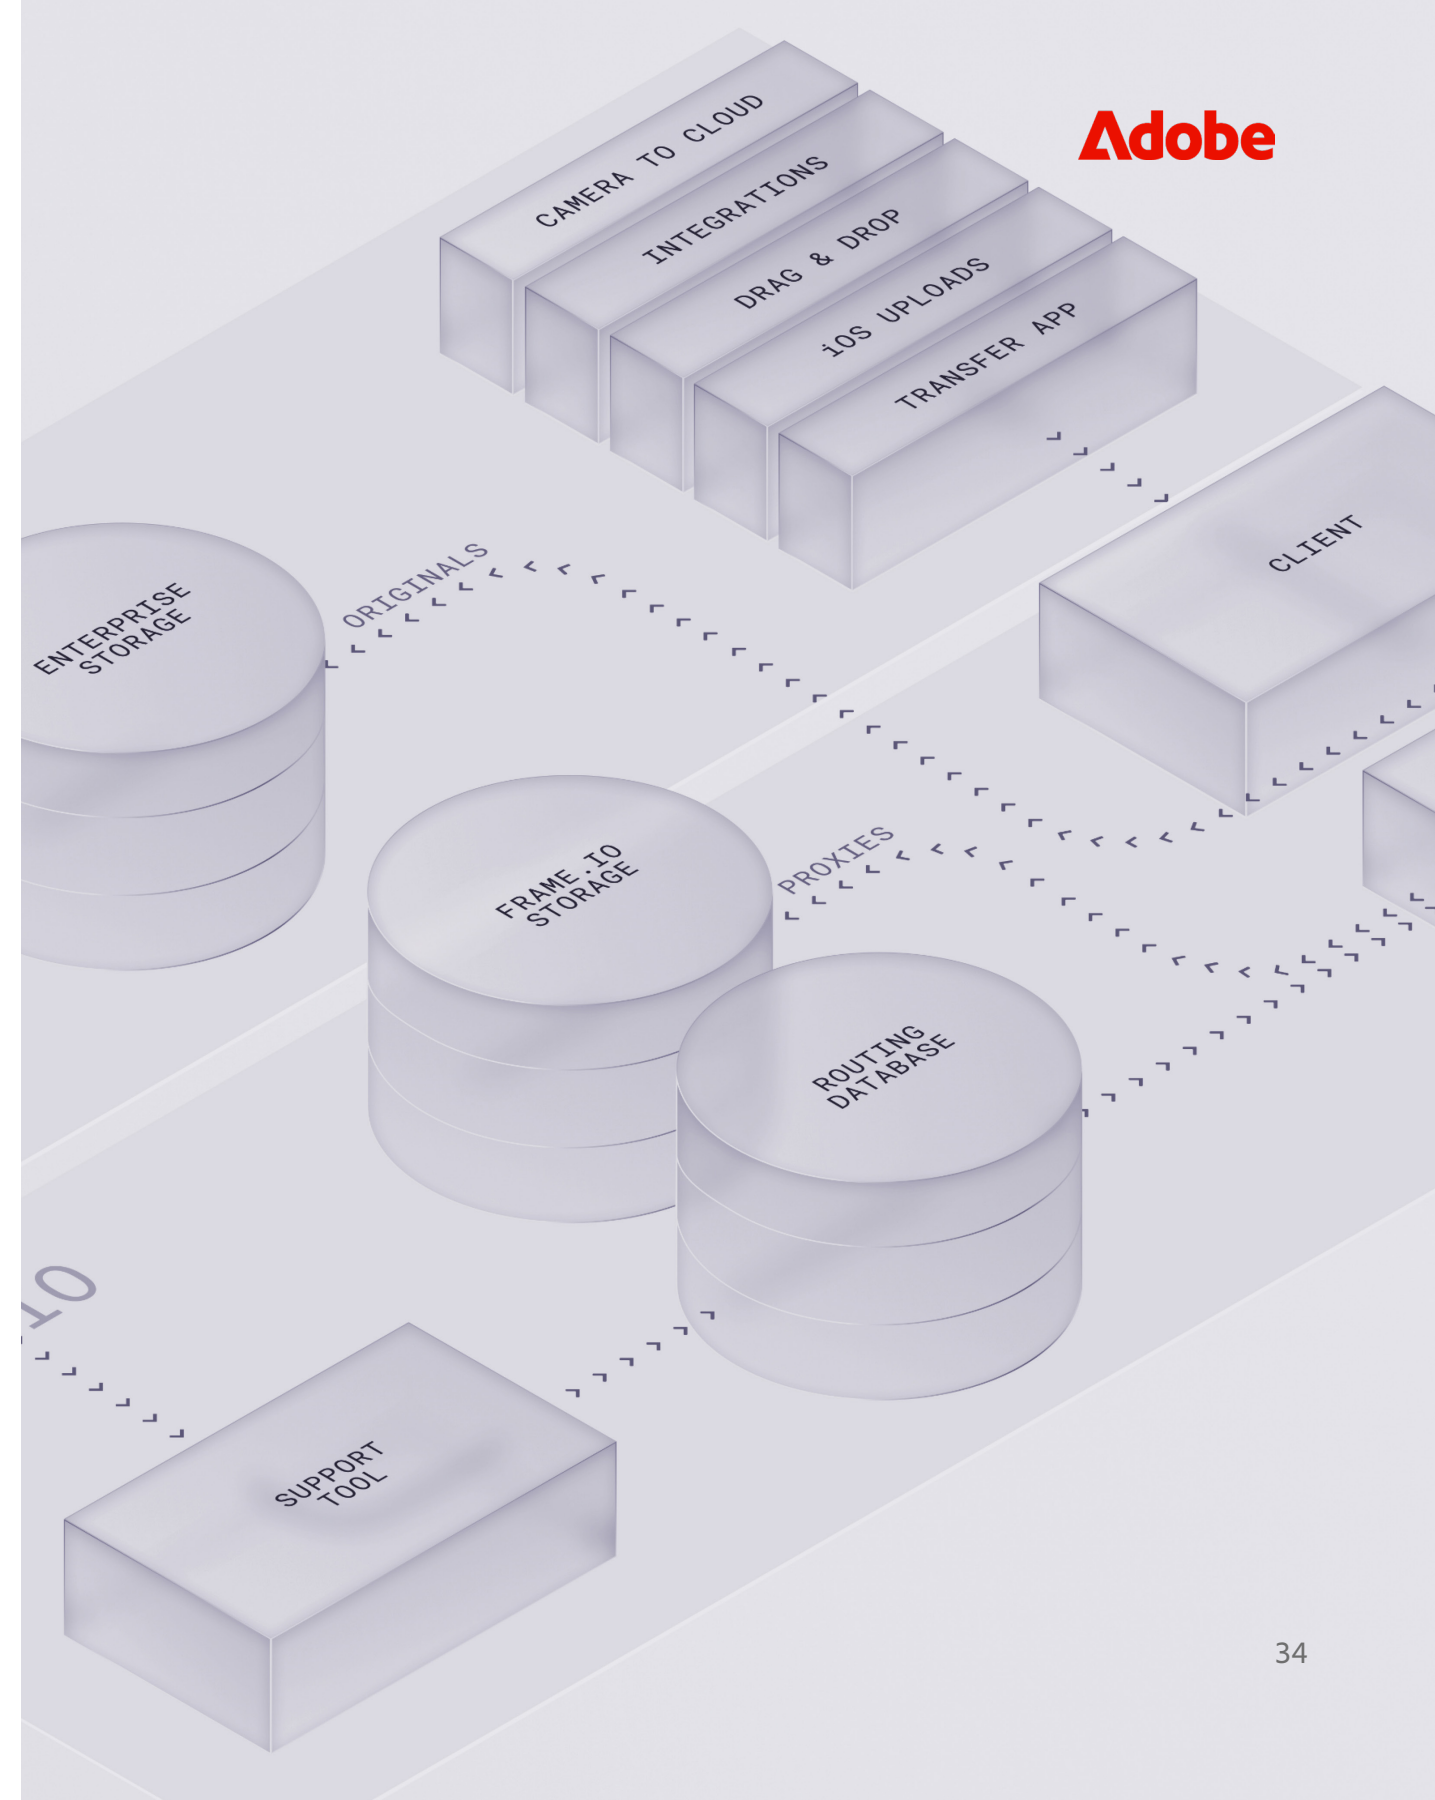 Adobe
CAMERA TO CLOUD
INTEGRATIONS
DRAG & DROP
iOS UPLOADS
TRANSFER APP
CLIENT
ORIGINALS
ENTERPRISE
STORAGE
PROXIES
FRAME.IO
STORAGE
ROUTING
DATABASE
IO
SUPPORT
TOOL
34